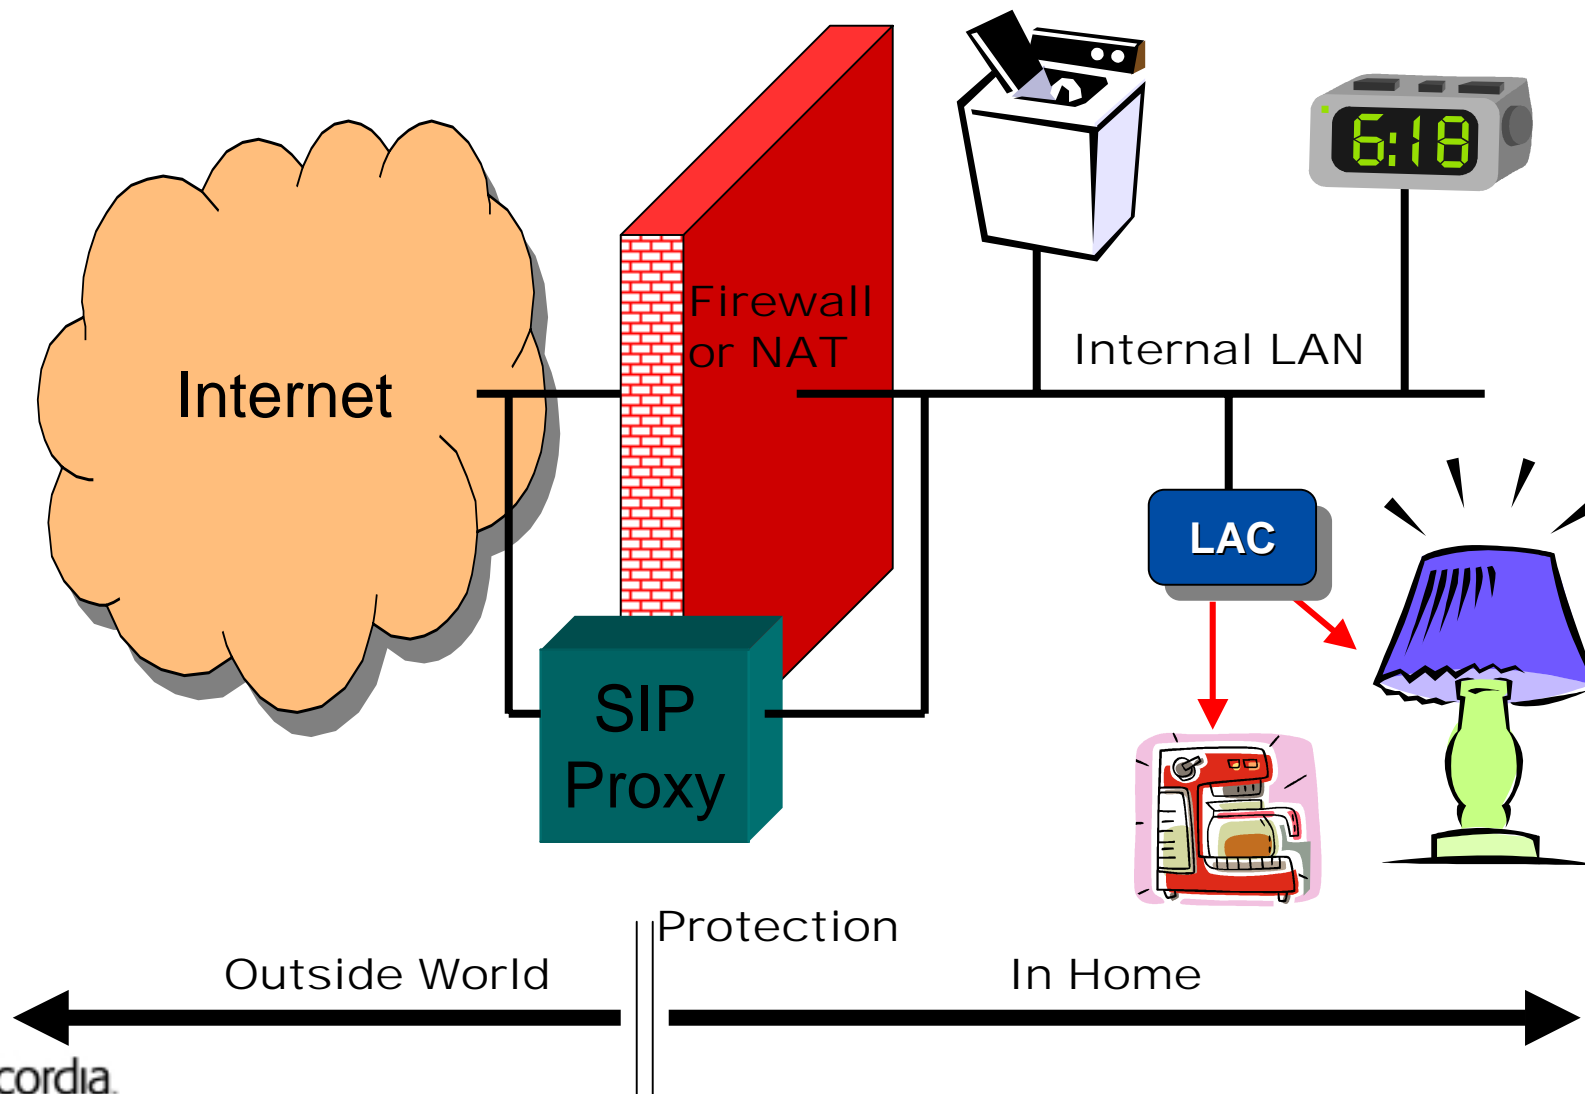 6:18
Firewall
or NAT
Internal LAN
Internet
LAC
SIP
Proxy
Protection
Outside World
In Home
cordia